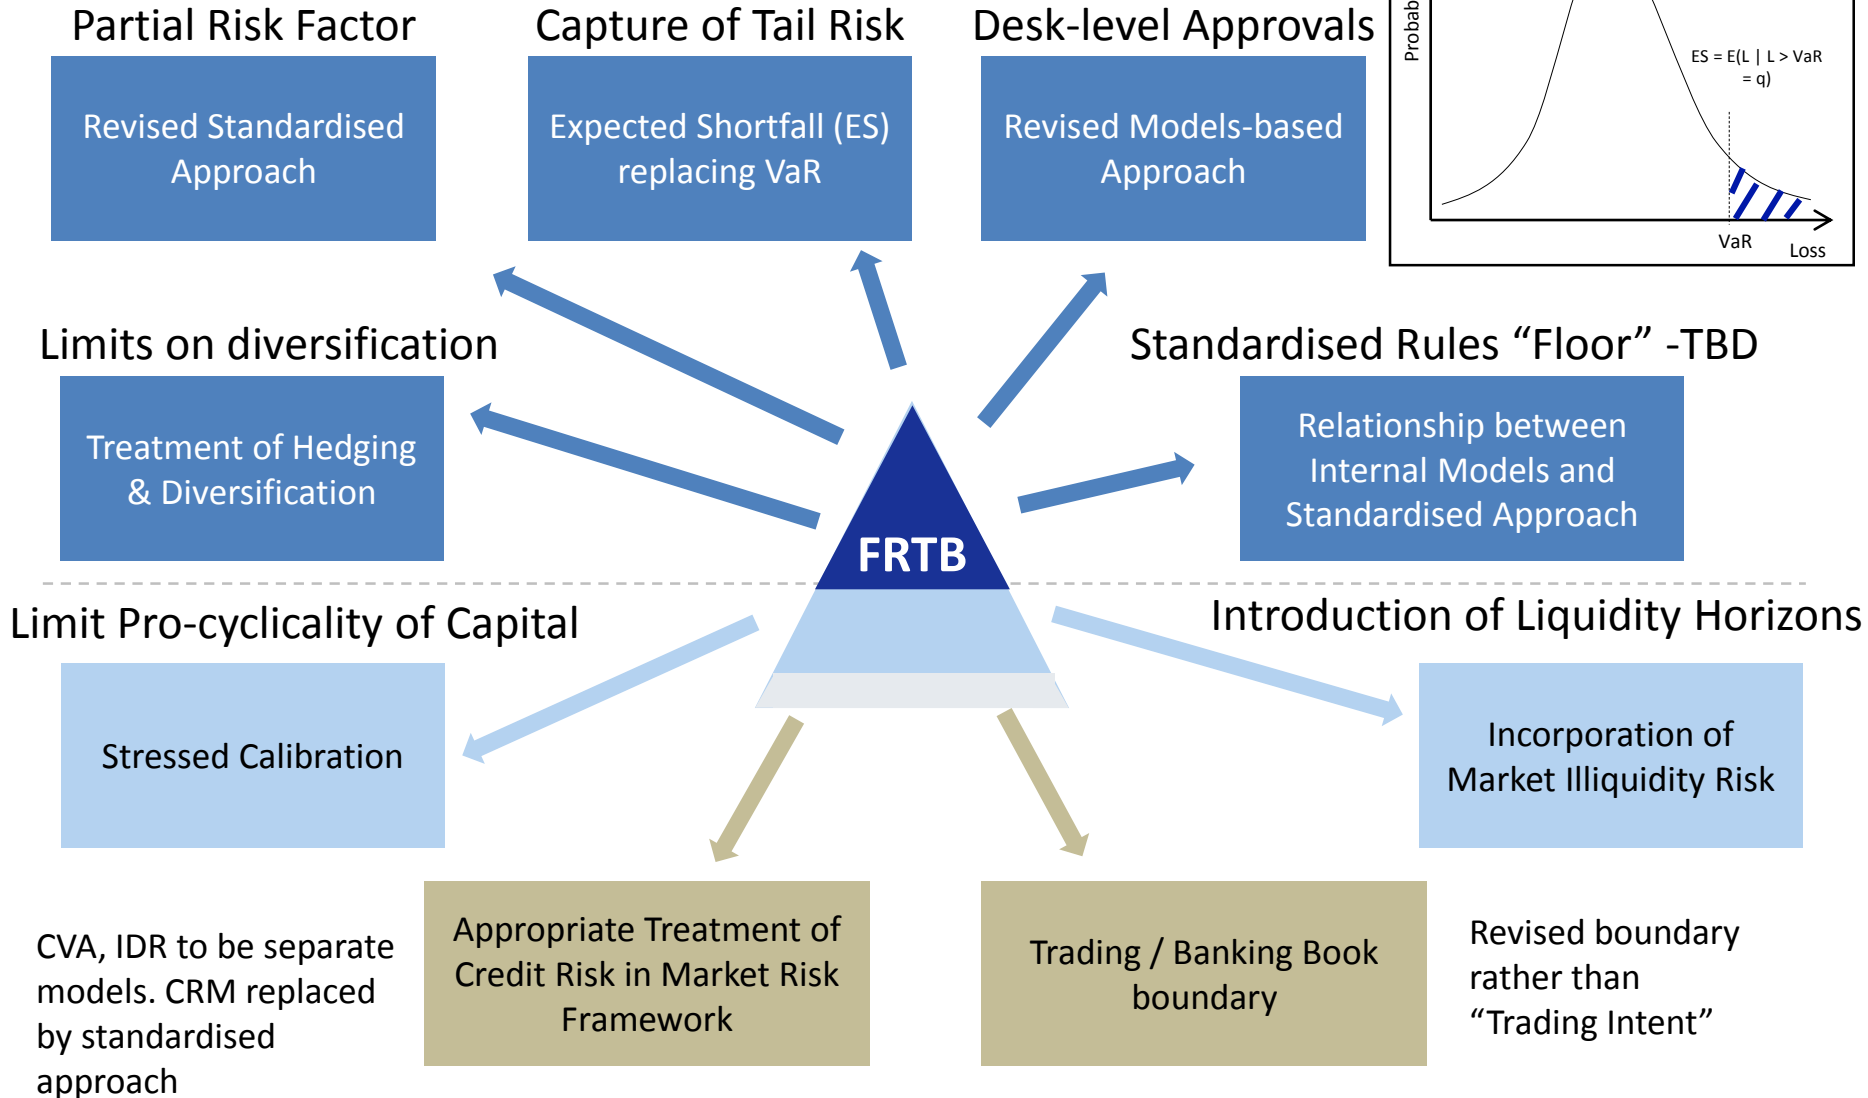 Partial Risk Factor
Capture of Tail Risk
Desk-level Approvals
Revised Standardised
Approach
Expected Shortfall (ES)
replacing VaR
Revised Models-based
Approach
ES = E(L | L > VaR
= q)
VaR
Loss
Limits on diversification
Standardised Rules “Floor” -TBD
Treatment of Hedging
& Diversification
Relationship between
Internal Models and
Standardised Approach
FRTB
Limit Pro-cyclicality of Capital
Introduction of Liquidity Horizons
Stressed Calibration
Incorporation of
Market Illiquidity Risk
CVA, IDR to be separate
models. CRM replaced
by standardised
approach
Appropriate Treatment of
Credit Risk in Market Risk
Framework
Trading / Banking Book
boundary
Revised boundary
rather than
“Trading Intent”